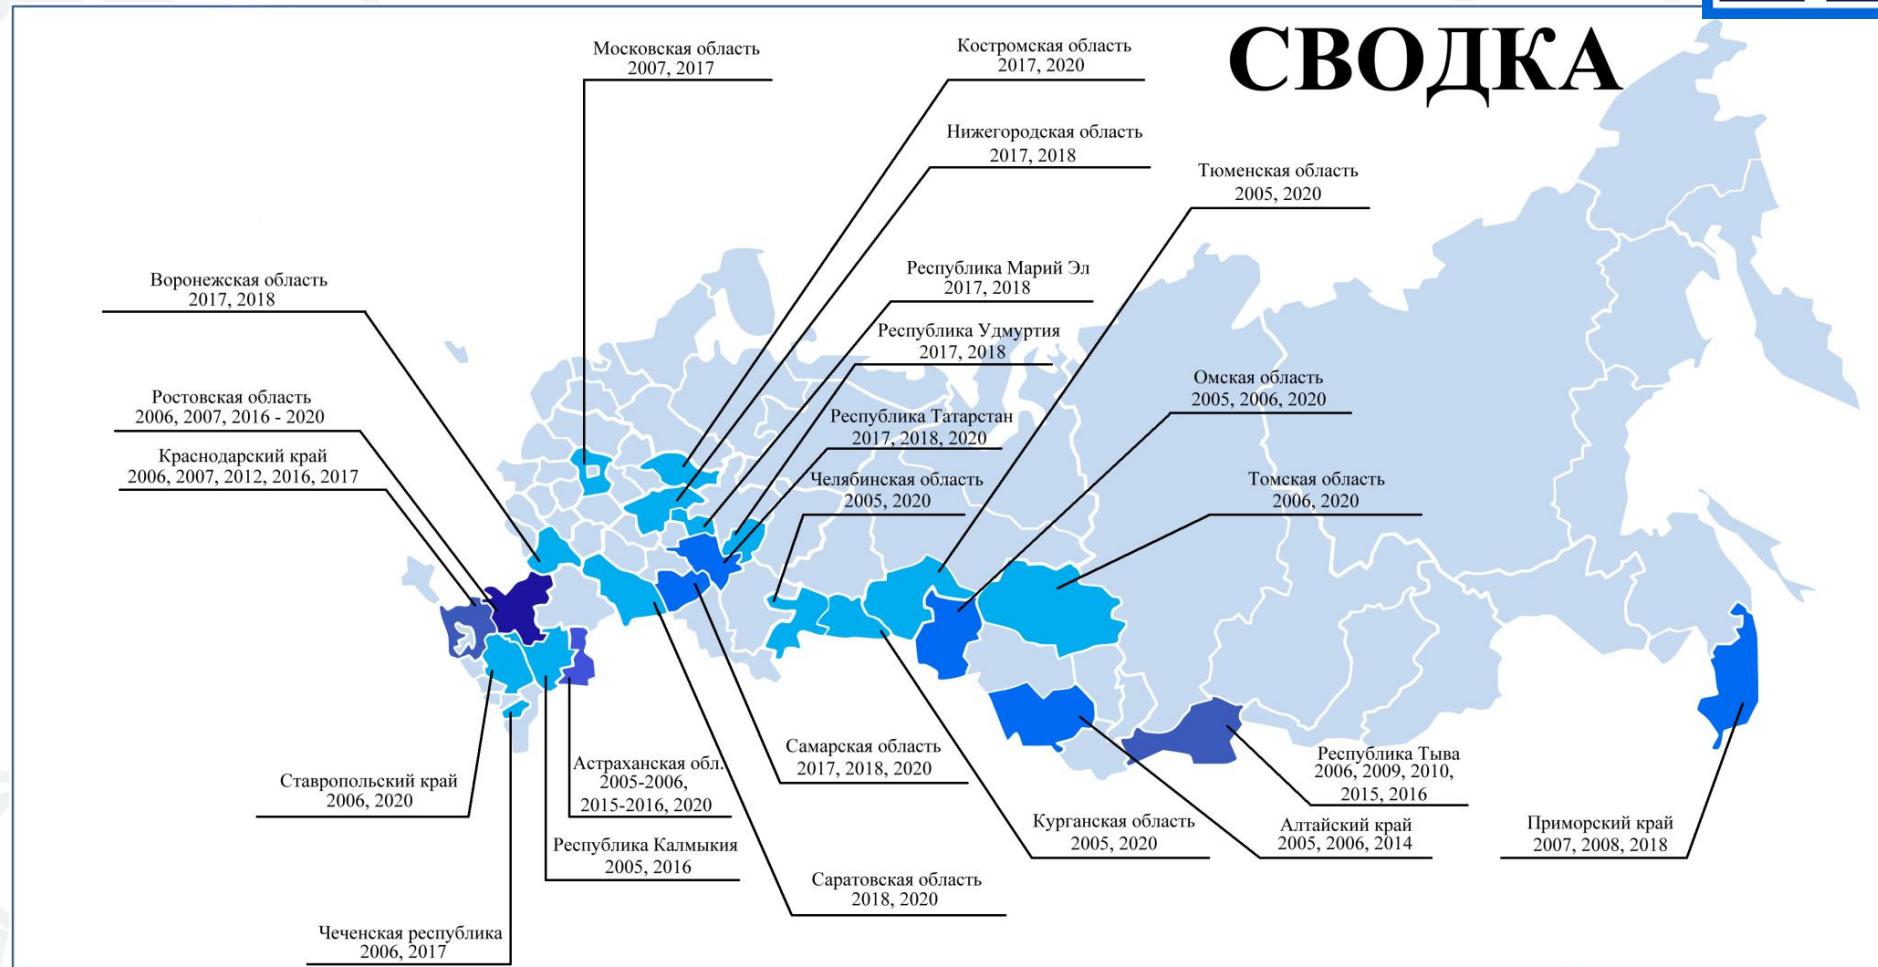 СВОДКА
Московская область
2007, 2017
Костромская область
2017, 2020
Нижегородская область
2017, 2018
Тюменская область
2005, 2020
Республика Марий Эл
2017, 2018
Воронежская область
2017, 2018
Республика Удмуртия
2017, 2018
Омская область
2005, 2006, 2020
Ростовская область
2006, 2007, 2016 - 2020
Республика Татарстан
2017, 2018, 2020
Краснодарский край
2006, 2007, 2012, 2016, 2017
Челябинская область
2005, 2020
Томская область
2006, 2020
Самарская область
2017, 2018, 2020
Республика Тыва
2006, 2009, 2010,
2015, 2016
Астраханская обл.
2005-2006,
2015-2016, 2020
Ставропольский край
2006, 2020
Курганская область
2005, 2020
Алтайский край
2005, 2006, 2014
Приморский край
2007, 2008, 2018
Республика Калмыкия
2005, 2016
Саратовская область
2018, 2020
Чеченская республика
2006, 2017